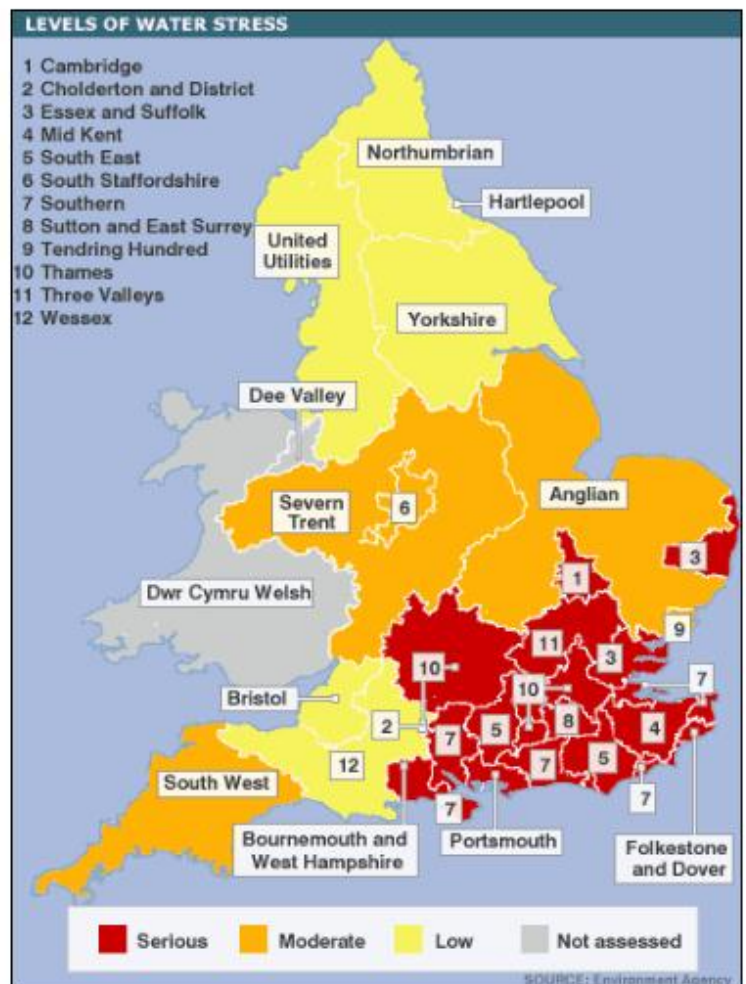 LEVELS OF WATER STRESS
1 Cambridge
2 Cholderton and District
3 Essex and Suffolk
4 Mid Kent
5 South East
6 South Staffordshire
7 Southern
8 Sutton and East Surrey
9 Tendring Hundred
10 Thames
11 Three Valleys
12 Wessex
Northumbrian
Hartlepool
United
Utilities
Yorkshire
Dee Valley
Severn
Trent
6
Anglian
3
1
Dwr Cymru Welsh
9
11
3
10
7
Bristol
10
2
8
4
5
7
12
7
5
South West
7
7
Bournemouth and
West Hampshire
Portsmouth
Folkestone
and Dover
Serious
Moderate
Low
Not assessed
SOURCE: Environment Agency